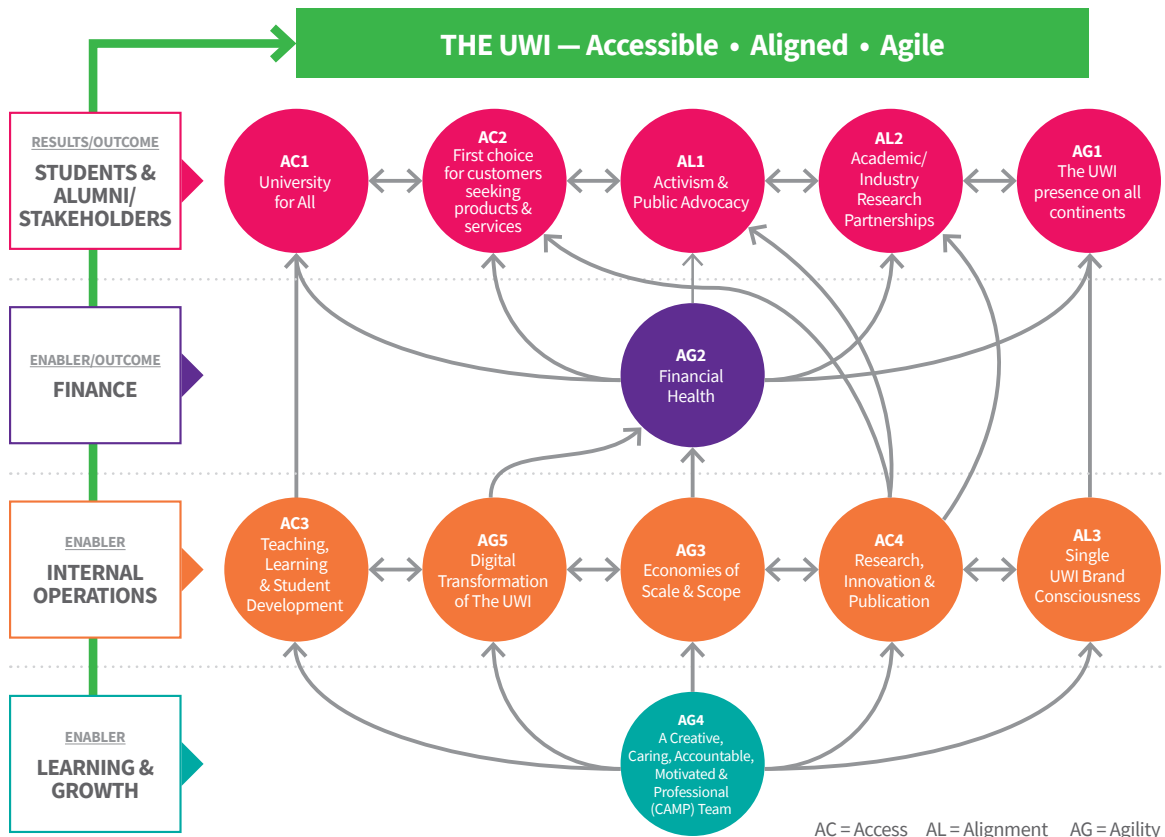 THE UWI — Accessible • Aligned • Agile
RESULTS/OUTCOME
STUDENTS &
ALUMNI/
STAKEHOLDERS
AC1
University
for All
AC2
First choice
for customers
seeking
products &
services
AL1
Activism &
Public Advocacy
AL2
Academic/
Industry
Research
Partnerships
AG1
The UWI
presence on all
continents
ENABLER/OUTCOME
FINANCE
AG2
Financial
Health
ENABLER
INTERNAL
OPERATIONS
AC3
Teaching,
Learning
& Student
Development
AG5
Digital
Transformation
of The UWI
AG3
Economies of
Scale & Scope
AC4
Research,
Innovation &
Publication
AL3
Single
UWI Brand
Consciousness
ENABLER
LEARNING &
GROWTH
AG4
A Creative,
Caring, Accountable,
Motivated &
Professional
(CAMP) Team
AC = Access AL = Alignment AG = Agility